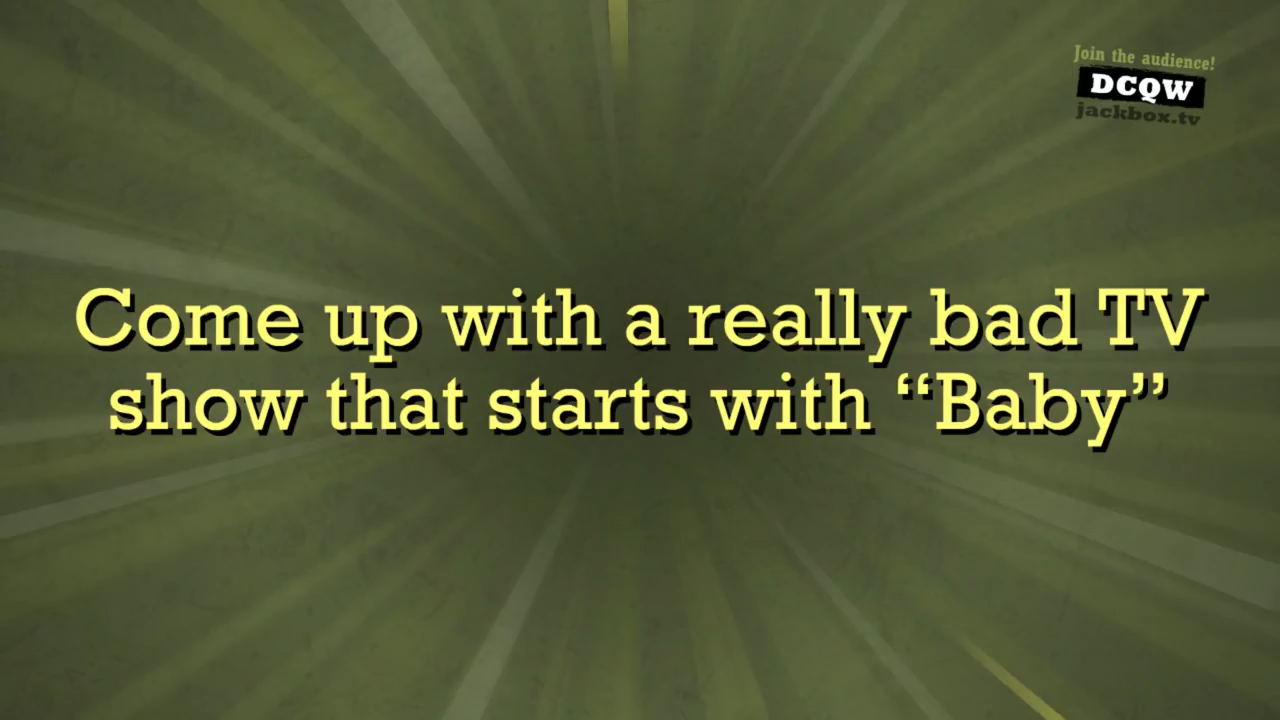 Join the audience!
DCQW
jackbox.tv
Come up with a really bad TV
show that starts with “Baby”